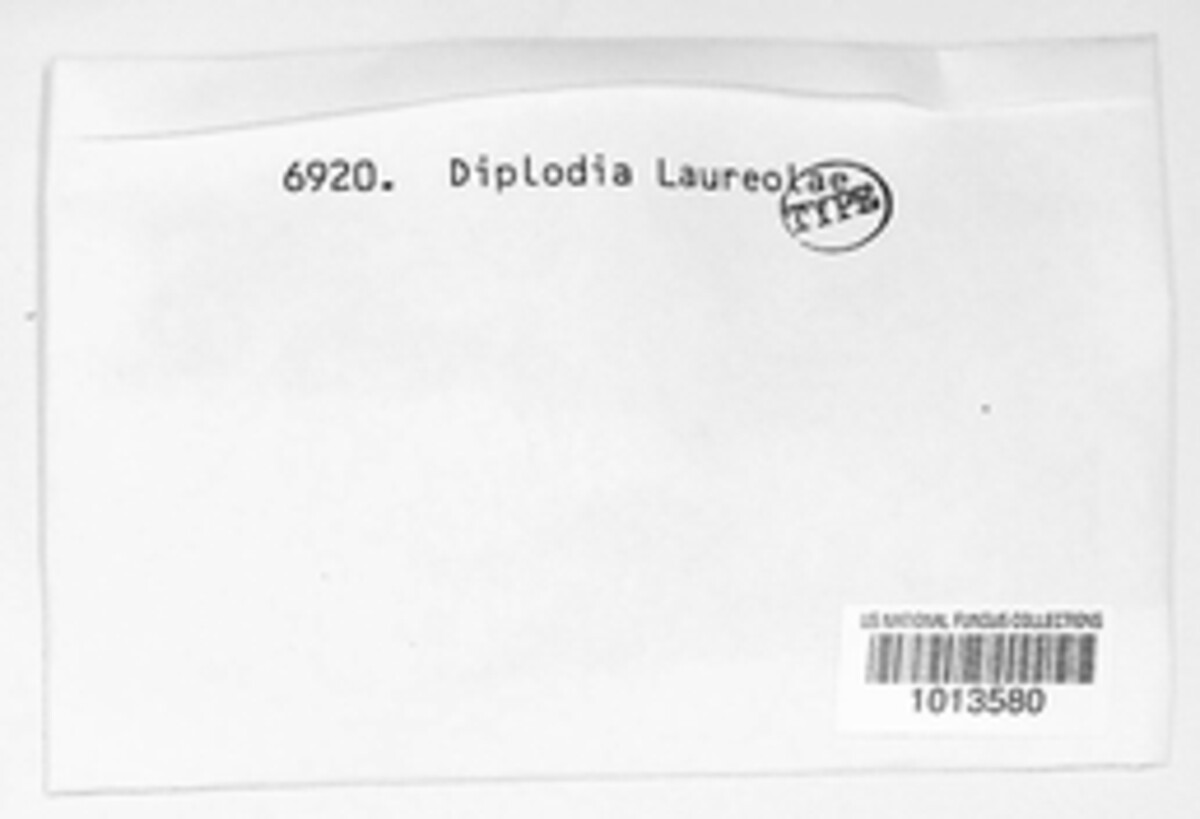 6920. Diplodia Laureolae
TYPE
US NATIONAL FUNGUS COLLECTIONS
1013580